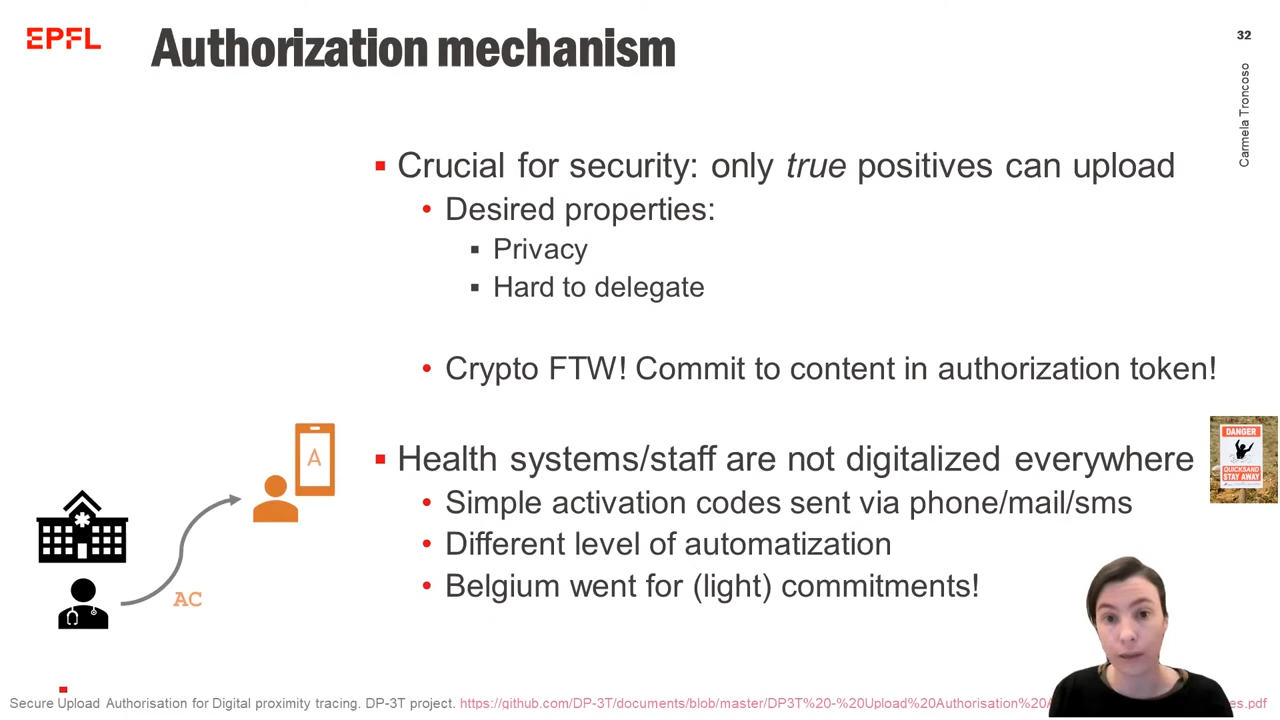 EPFL
Authorization mechanism
32
Carmela Troncoso
▪ Crucial for security: only true positives can upload
• Desired properties:
▪ Privacy
▪ Hard to delegate
• Crypto FTW! Commit to content in authorization token!
▪ Health systems/staff are not digitalized everywhere
• Simple activation codes sent via phone/mail/sms
• Different level of automatization
• Belgium went for (light) commitments!
DANGER
QUICKSAND
STAY AWAY
A
AC
Secure Upload Authorisation for Digital proximity tracing. DP-3T project. https://github.com/DP-3T/documents/blob/master/DP3T%20-%20Upload%20Authorisation%20A es.pdf